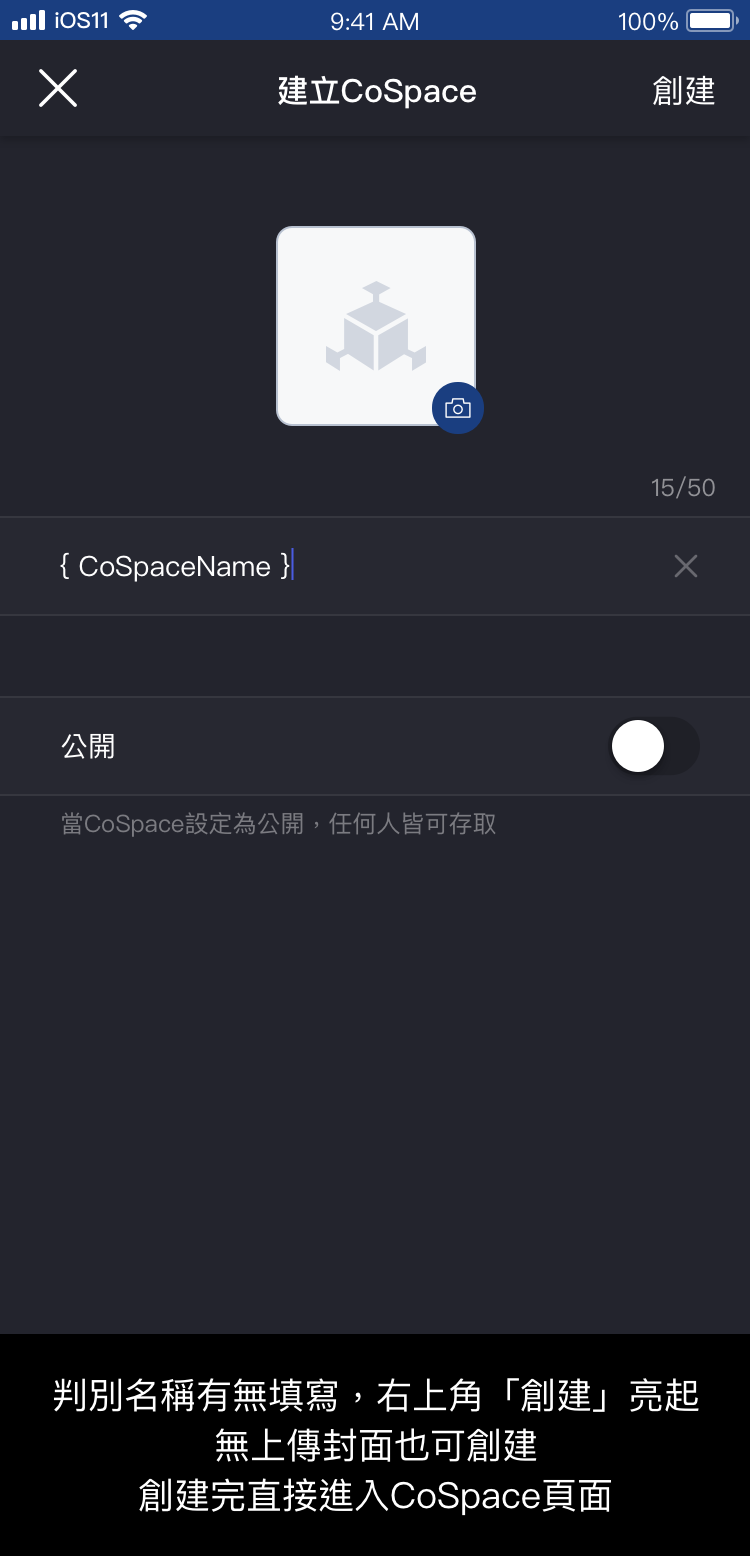 iOS11
9:41 AM
100%
建立CoSpace
創建
15/50
{ CoSpaceName }
公開
當CoSpace設定為公開，任何人皆可存取
判別名稱有無填寫，右上角「創建」亮起
無上傳封面也可創建
創建完直接進入CoSpace頁面